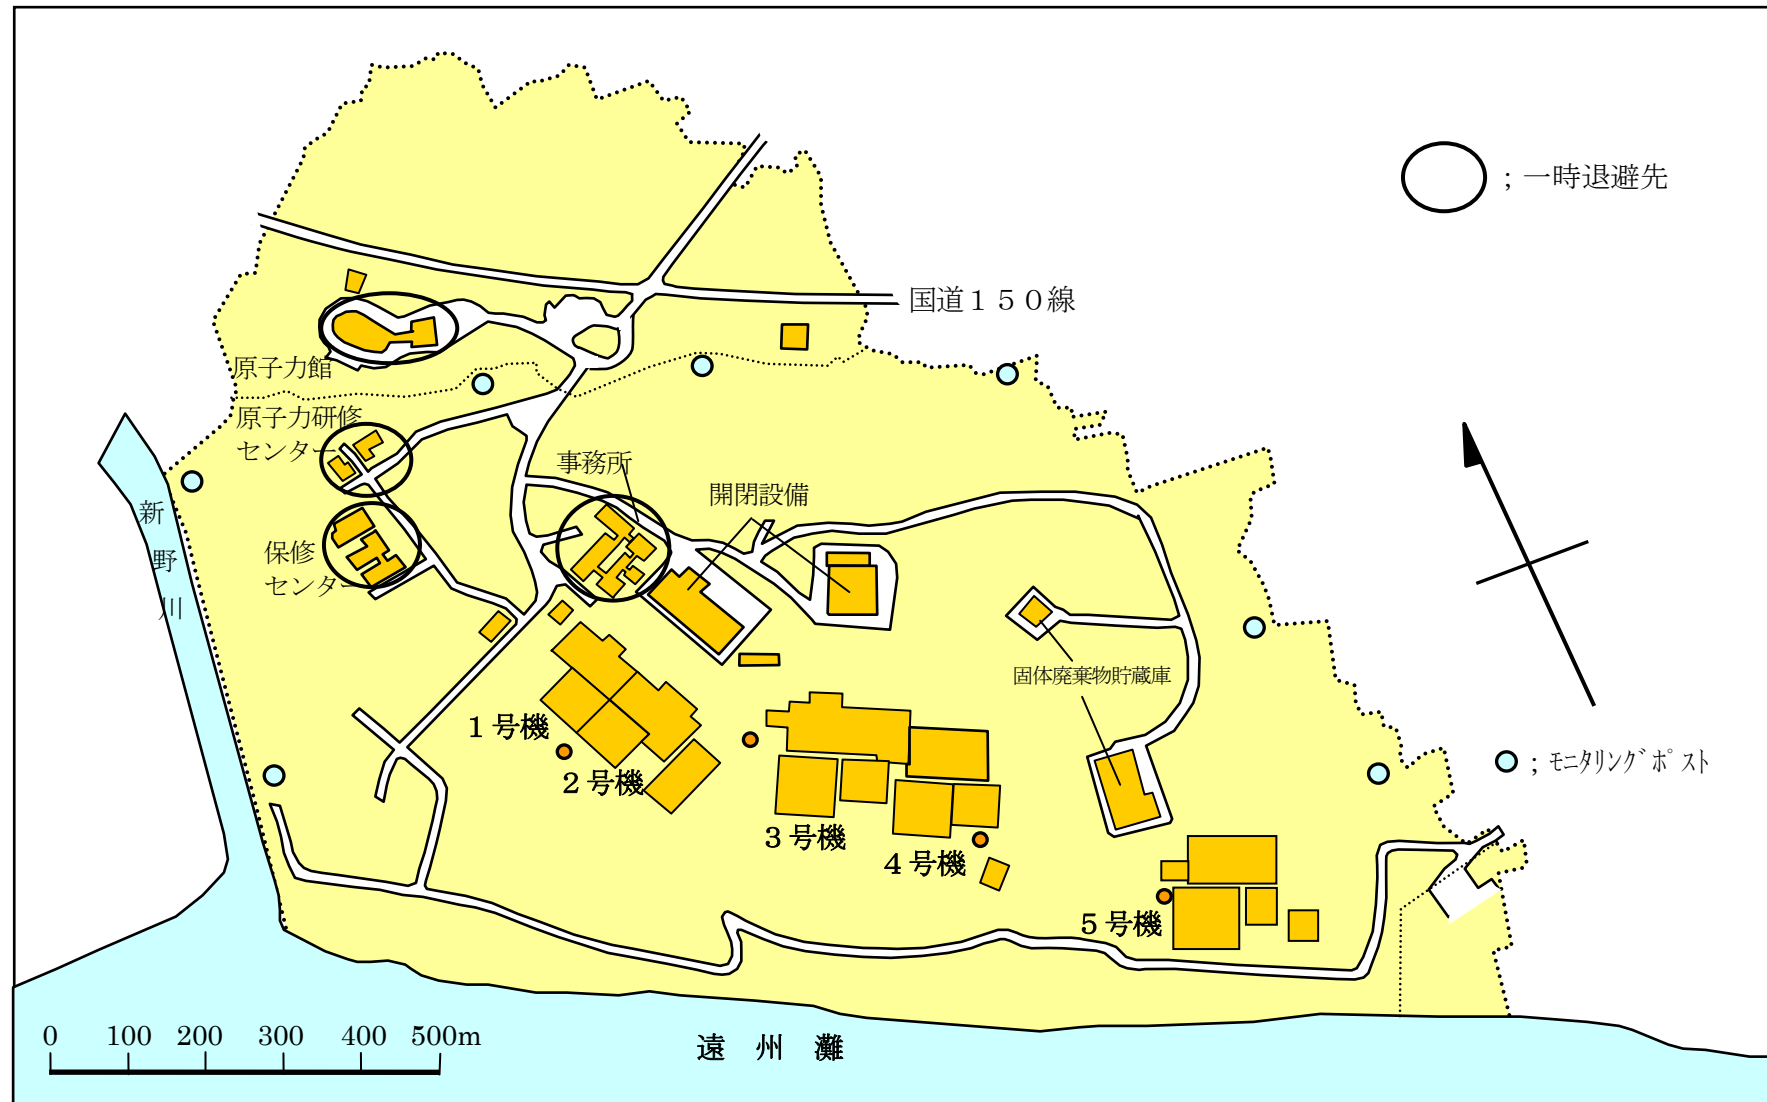 ；一時退避先
国道１５０線
原子力館
原子力研修
センター
事務所
開閉設備
新野川
保修
センター
固体廃棄物貯蔵庫
１号機
２号機
３号機
４号機
５号機
；ﾓﾆﾀﾘﾝｸﾞﾎﾟｽﾄ
0 100 200 300 400 500m
遠 州 灘